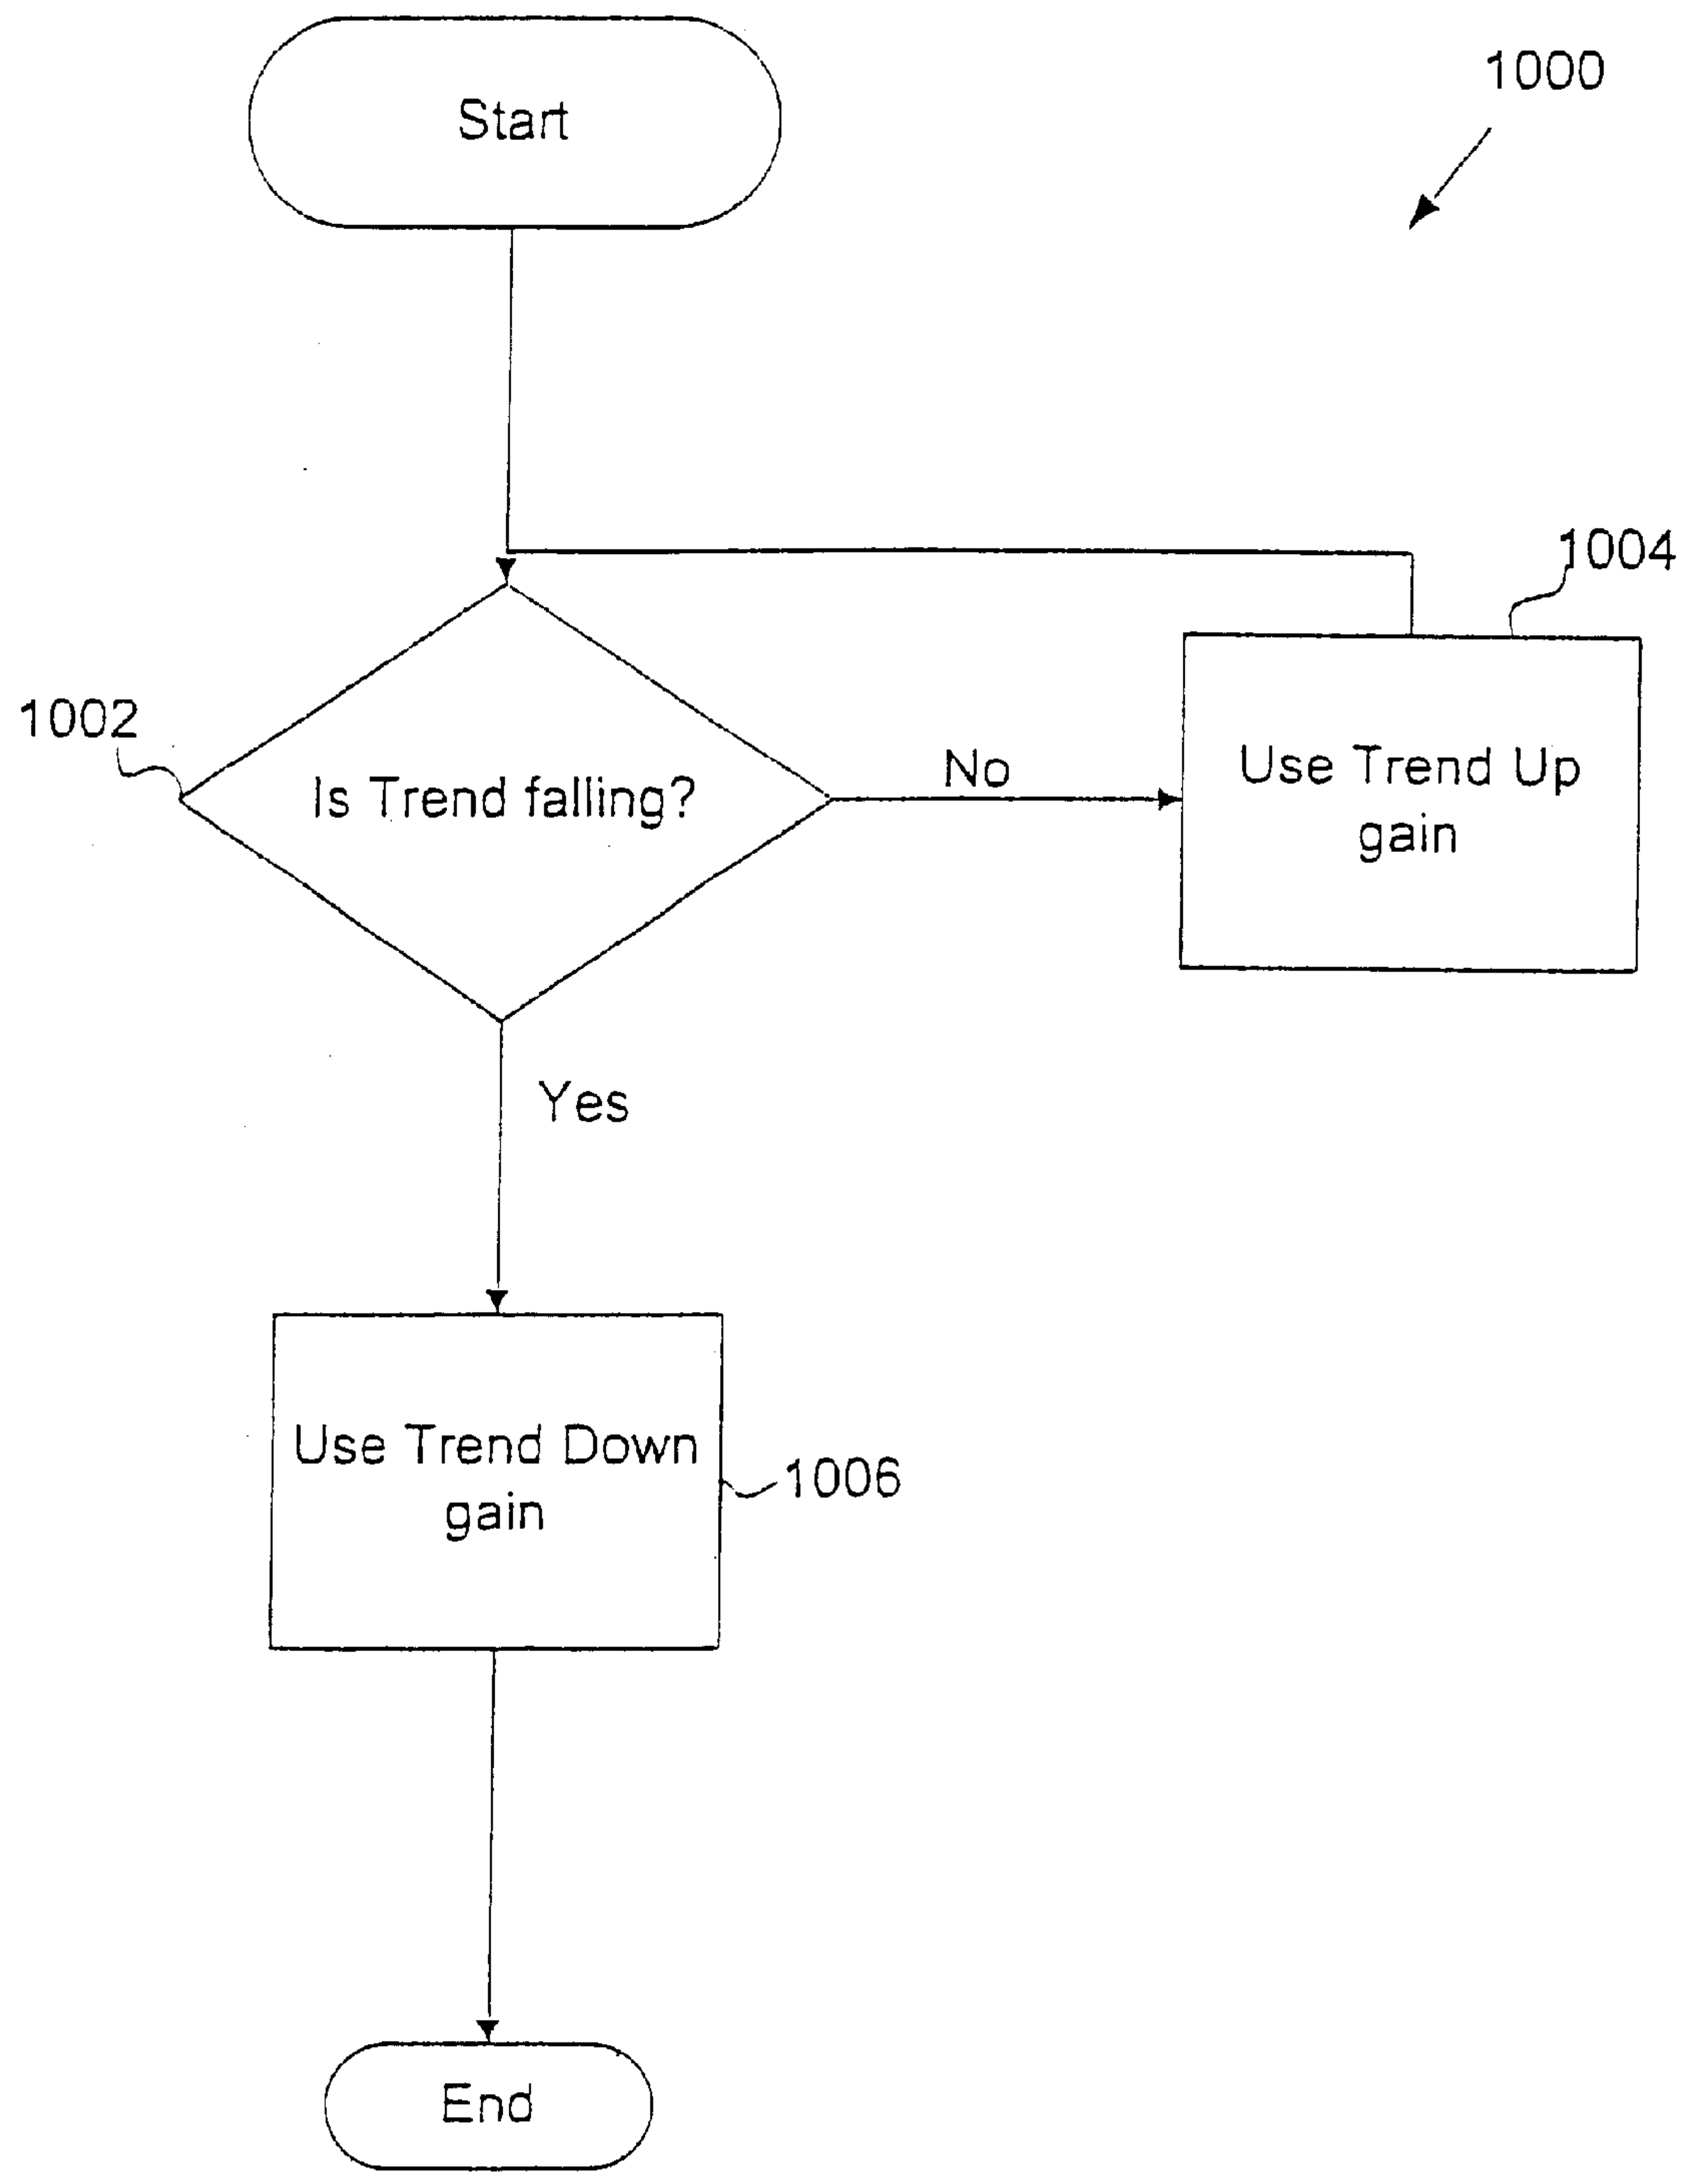 Start
1000
1004
1002
Is Trend falling?
No
Use Trend Up
gain
Yes
Use Trend Down
gain
1006
End